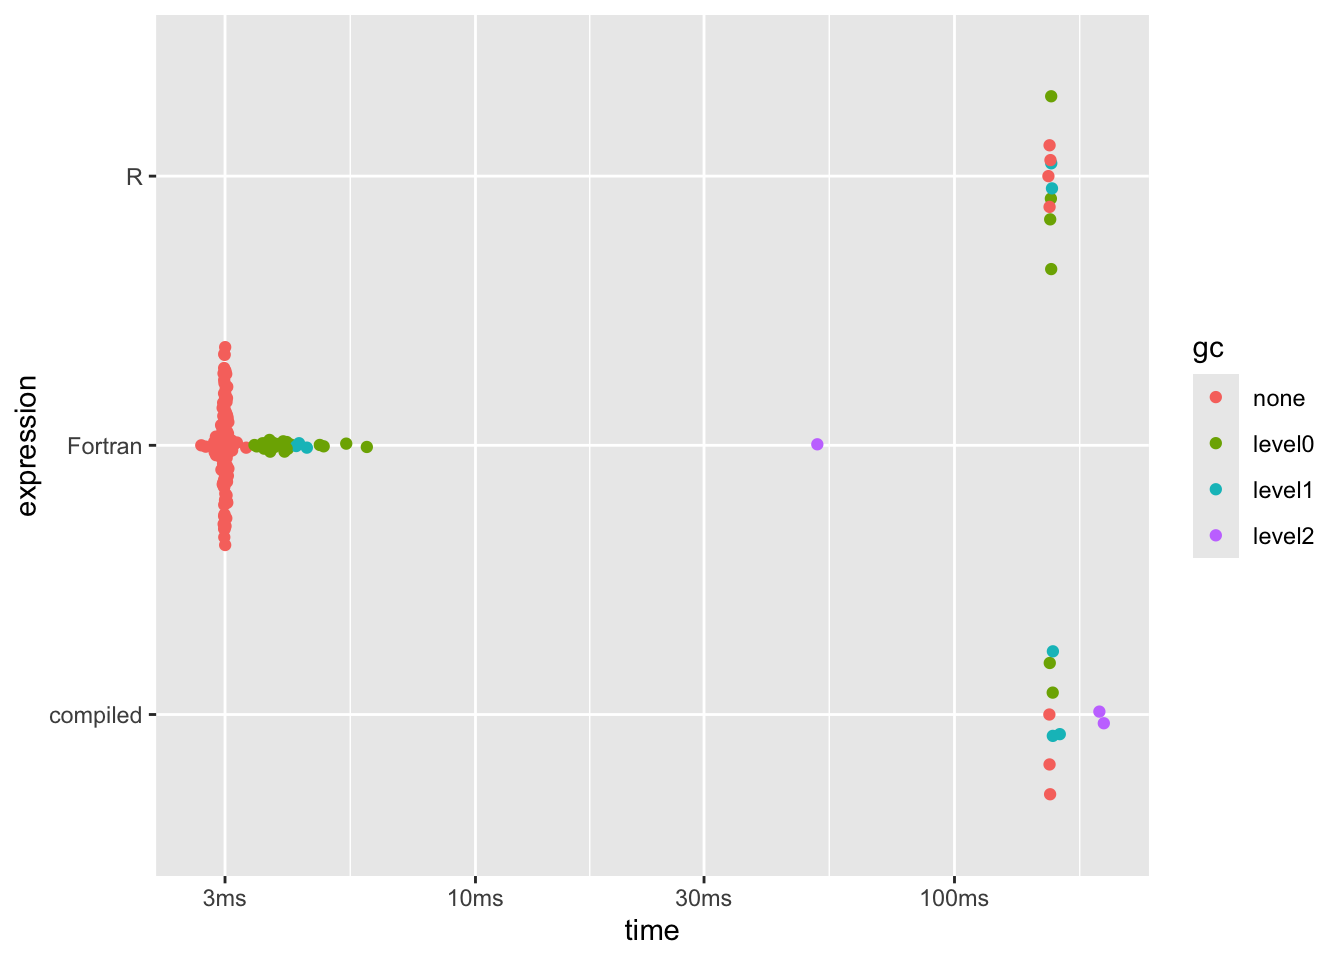 R
Fortran
compiled
expression
3ms
10ms
30ms
100ms
time
gc
none
level0
level1
level2